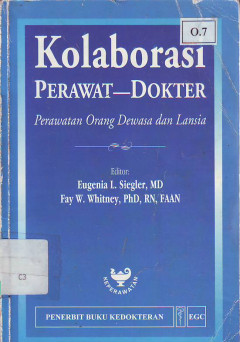 O.7
Kolaborasi
PERAWAT—DOKTER
Perawatan Orang Dewasa dan Lansia
Editor:
Eugenia L. Siegler, MD
Fay W. Whitney, PhD, RN, FAAN
C3
KEPERAWATAN
PENERBIT BUKU KEDOKTERAN EGC